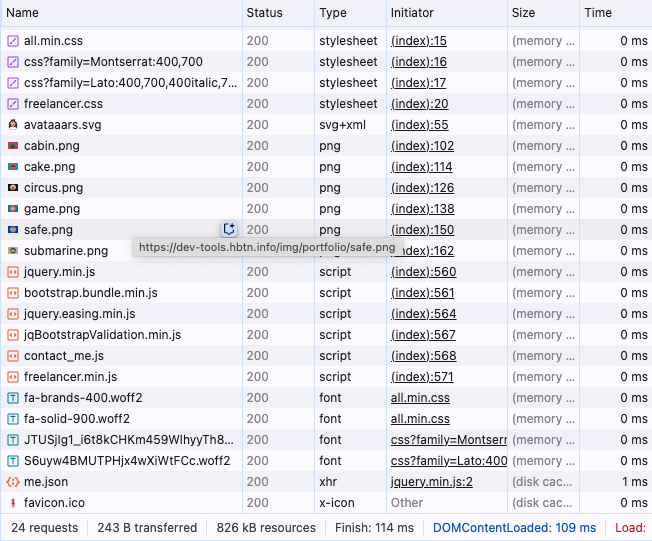 Name Status Type Initiator Size Time
all.min.css 200 stylesheet (index):15 (memory ... 0 ms
css?family=Montserrat:400,700 200 stylesheet (index):16 (memory ... 0 ms
css?family=Lato:400,700,400italic,7... 200 stylesheet (index):17 (memory ... 0 ms
freelancer.css 200 stylesheet (index):20 (memory ... 0 ms
avataaars.svg 200 svg+xml (index):55 (memory ... 0 ms
cabin.png 200 png (index):102 (memory ... 0 ms
cake.png 200 png (index):114 (memory ... 0 ms
circus.png 200 png (index):126 (memory ... 0 ms
game.png 200 png (index):138 (memory ... 0 ms
safe.png 200 png (index):150 (memory ... 0 ms
https://dev-tools.hbtn.info/img/portfolio/safe.png
submarine.png (index):162 (memory ... 0 ms
jquery.min.js 200 script (index):560 (memory ... 0 ms
bootstrap.bundle.min.js 200 script (index):561 (memory ... 0 ms
jquery.easing.min.js 200 script (index):564 (memory ... 0 ms
jqBootstrapValidation.min.js 200 script (index):567 (memory ... 0 ms
contact_me.js 200 script (index):568 (memory ... 0 ms
freelancer.min.js 200 script (index):571 (memory ... 0 ms
fa-brands-400.woff2 200 font all.min.css (memory ... 0 ms
fa-solid-900.woff2 200 font all.min.css (memory ... 0 ms
JTUSjIg1_i6t8kCHKm459WlhyyTh8... 200 font css?family=Montserr (memory ... 0 ms
S6uyw4BMUTPHjx4wXiWtFCc.woff2 200 font css?family=Lato:400 (memory ... 0 ms
me.json 200 xhr jquery.min.js:2 (disk cac... 1 ms
favicon.ico 200 x-icon Other (disk cac... 0 ms
24 requests 243 B transferred 826 kB resources Finish: 114 ms DOMContentLoaded: 109 ms Load: